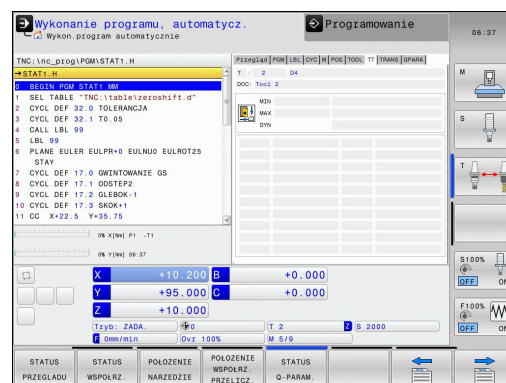 Wykonanie programu, automatycz.
Wykon.program automatycznie
Programowanie
06:37
TNC:\nc_prog\PGM\STAT1.H
→STAT1.H
0 BEGIN PGM STAT1 MM
1 SEL TABLE "TNC:\table\zeroshift.d"
2 CYCL DEF 32.0 TOLERANCJA
3 CYCL DEF 32.1 T0.05
4 CALL LBL 99
5 LBL 99
6 PLANE EULER EULPR+0 EULNU0 EULROT25
STAY
7 CYCL DEF 17.0 GWINTOWANIE GS
8 CYCL DEF 17.1 ODSTEP2
9 CYCL DEF 17.2 GLEBOK-1
10 CYCL DEF 17.3 SKOK+1
11 CC X+22.5 Y+35.75
0% X[Nm] P1 -T1
0% Y[Nm] 06:37
Przegląd PGM LBL CYC M POS TOOL TT TRANS QPARA
T : 2 D4
DOC: Tool 2
MIN
MAX
DYN
X +10.200 B +0.000
Y +95.000 C +0.000
Z +10.000
Tryb: ZADA. 0 T 2 Z S 2000
F 0mm/min Ovr 100% M 5/9
M
S
T
S100%
OFF ON
F100%
OFF ON
STATUS PRZEGLADU
STATUS WSPOŁRZ.
POŁOZENIE NARZEDZIE
POŁOZENIE WSPOŁRZ. PRZELICZ.
STATUS Q-PARAM.